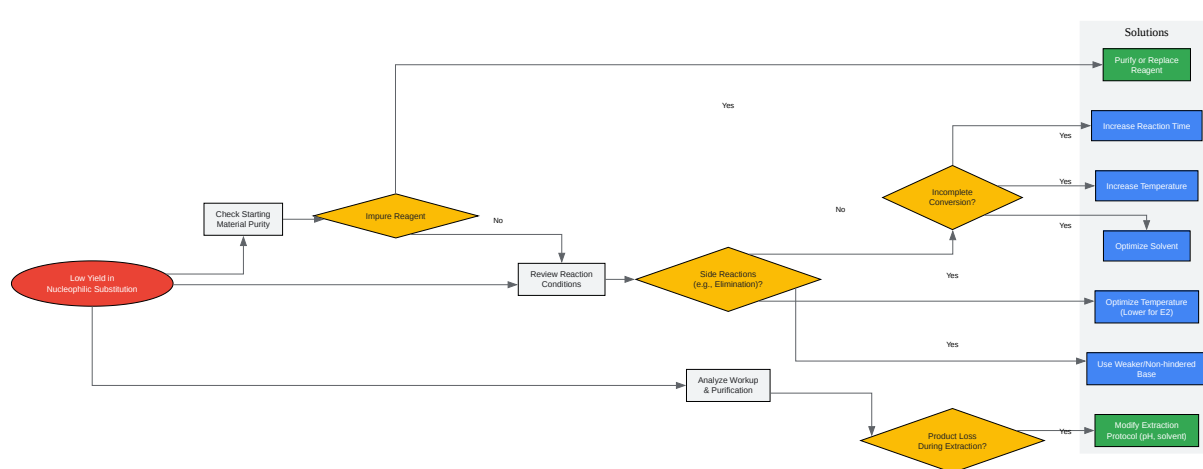 Solutions
Purify or Replace
Reagent
Yes
Increase Reaction Time
Yes
Incomplete
Conversion?
Yes
Increase Temperature
Check Starting
Material Purity
Impure Reagent
No
No
Yes
Optimize Solvent
Low Yield in
Nucleophilic Substitution
Review Reaction
Conditions
Side Reactions
(e.g., Elimination)?
Yes
Optimize Temperature
(Lower for E2)
Yes
Use Weaker/Non-hindered
Base
Analyze Workup
& Purification
Product Loss
During Extraction?
Yes
Modify Extraction
Protocol (pH, solvent)